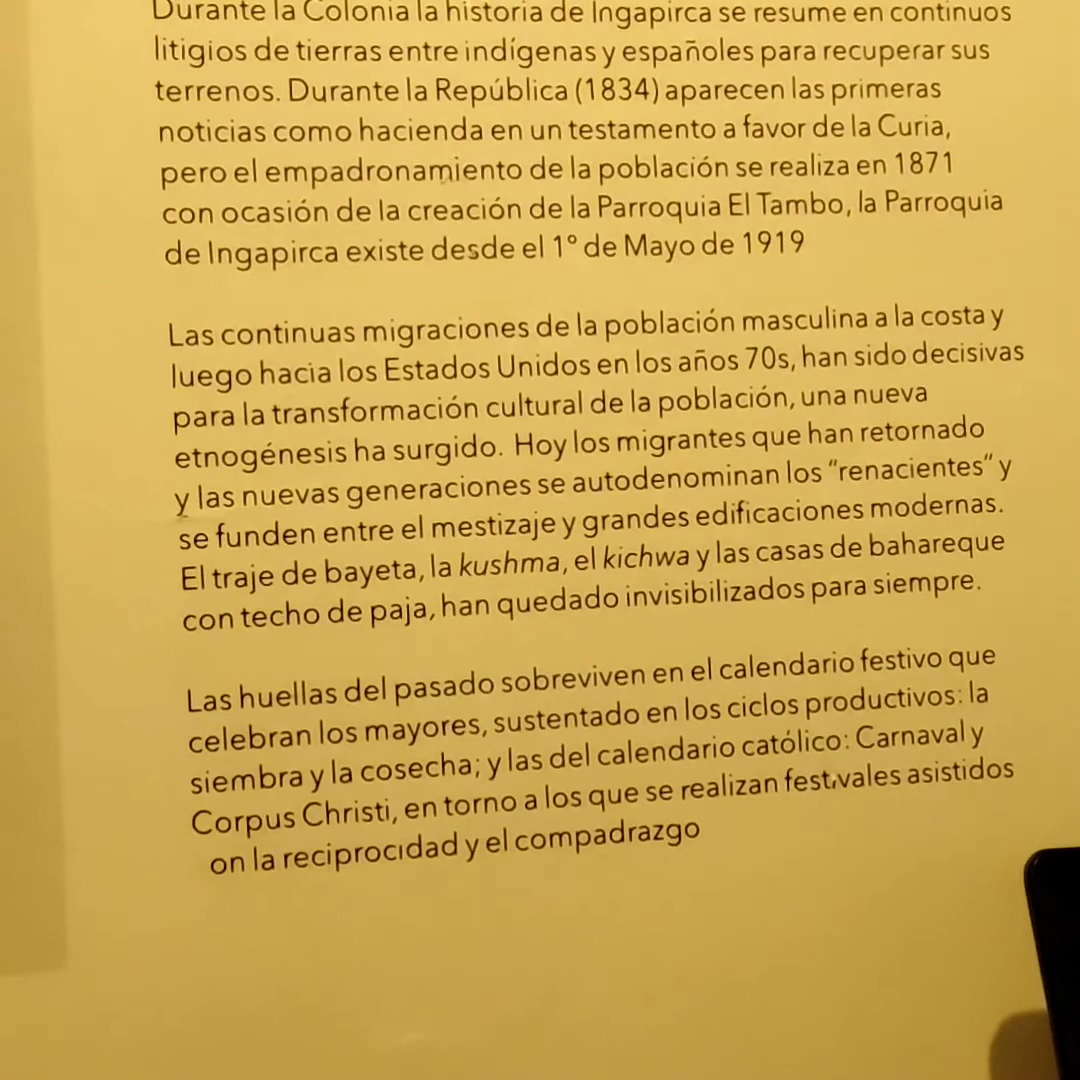 Durante la Colonia la historia de Ingapirca se resume en continuos
litigios de tierras entre indígenas y españoles para recuperar sus
terrenos. Durante la República (1834) aparecen las primeras
noticias como hacienda en un testamento a favor de la Curia,
pero el empadronamiento de la población se realiza en 1871
con ocasión de la creación de la Parroquia El Tambo, la Parroquia
de Ingapirca existe desde el 1° de Mayo de 1919
Las continuas migraciones de la población masculina a la costa y
luego hacia los Estados Unidos en los años 70s, han sido decisivas
para la transformación cultural de la población, una nueva
etnogénesis ha surgido. Hoy los migrantes que han retornado
y las nuevas generaciones se autodenominan los "renacientes" y
se funden entre el mestizaje y grandes edificaciones modernas.
El traje de bayeta, la kushma, el kichwa y las casas de bahareque
con techo de paja, han quedado invisibilizados para siempre.
Las huellas del pasado sobreviven en el calendario festivo que
celebran los mayores, sustentado en los ciclos productivos: la
siembra y la cosecha; y las del calendario católico: Carnaval y
Corpus Christi, en torno a los que se realizan festivales asistidos
on la reciprocidad y el compadrazgo